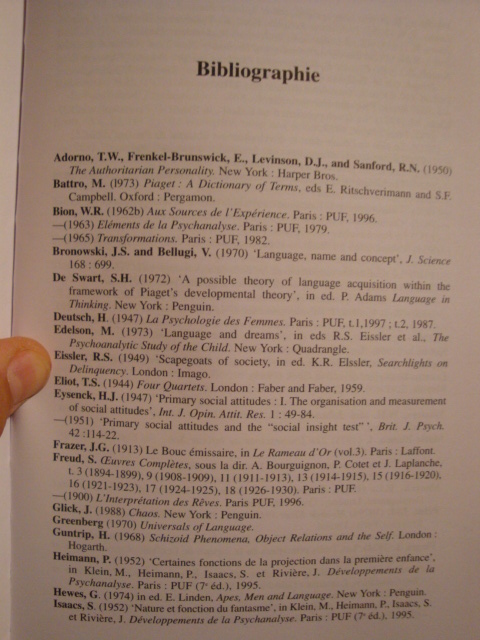 Bibliographie
Adorno, T.W., Frenkel-Brunswick, E., Levinson, D.J., and Sanford, R.N. (1950)
The Authoritarian Personality. New York : Harper Bros.
Battro, M. (1973) Piaget : A Dictionary of Terms, eds E. Ritschverimann and S.F.
Campbell. Oxford : Pergamon.
Bion, W.R. (1962b) Aux Sources de l'Expérience. Paris : PUF, 1996.
—(1963) Eléments de la Psychanalyse. Paris : PUF, 1979.
—(1965) Transformations. Paris : PUF, 1982.
Bronowski, J.S. and Bellugi, V. (1970) 'Language, name and concept', J. Science
168 : 699.
De Swart, S.H. (1972) 'A possible theory of language acquisition within the
framework of Piaget's developmental theory', in ed. P. Adams Language in
Thinking. New York : Penguin.
Deutsch, H. (1947) La Psychologie des Femmes. Paris : PUF, t.1,1997 ; t.2, 1987.
Edelson, M. (1973) 'Language and dreams', in eds R.S. Eissler et al., The
Psychoanalytic Study of the Child. New York : Quadrangle.
Eissler, R.S. (1949) 'Scapegoats of society, in ed. K.R. Elssler, Searchlights on
Delinquency. London : Imago.
Eliot, T.S. (1944) Four Quartets. London : Faber and Faber, 1959.
Eysenck, H.J. (1947) 'Primary social attitudes : I. The organisation and measurement
of social attitudes', Int. J. Opin. Attit. Res. 1 : 49-84.
—(1951) 'Primary social attitudes and the "social insight test" ', Brit. J. Psych.
42 :114-22.
Frazer, J.G. (1913) Le Bouc émissaire, in Le Rameau d'Or (vol.3). Paris : Laffont.
Freud, S. Œuvres Complètes, sous la dir. A. Bourguignon, P. Cotet et J. Laplanche,
t. 3 (1894-1899), 9 (1908-1909), 11 (1911-1913), 13 (1914-1915), 15 (1916-1920),
16 (1921-1923), 17 (1924-1925), 18 (1926-1930). Paris : PUF.
—(1900) L'Interprétation des Rêves. Paris PUF, 1996.
Glick, J. (1988) Chaos. New York : Penguin.
Greenberg (1970) Universals of Language.
Guntrip, H. (1968) Schizoid Phenomena, Object Relations and the Self. London :
Hogarth.
Heimann, P. (1952) 'Certaines fonctions de la projection dans la première enfance',
in Klein, M., Heimann, P., Isaacs, S. et Rivière, J. Développements de la
Psychanalyse. Paris : PUF (7e éd.), 1995.
Hewes, G. (1974) in ed. E. Linden, Apes, Men and Language. New York : Penguin.
Isaacs, S. (1952) 'Nature et fonction du fantasme', in Klein, M., Heimann, P., Isaacs, S.
et Rivière, J. Développements de la Psychanalyse. Paris : PUF (7e éd.), 1995.